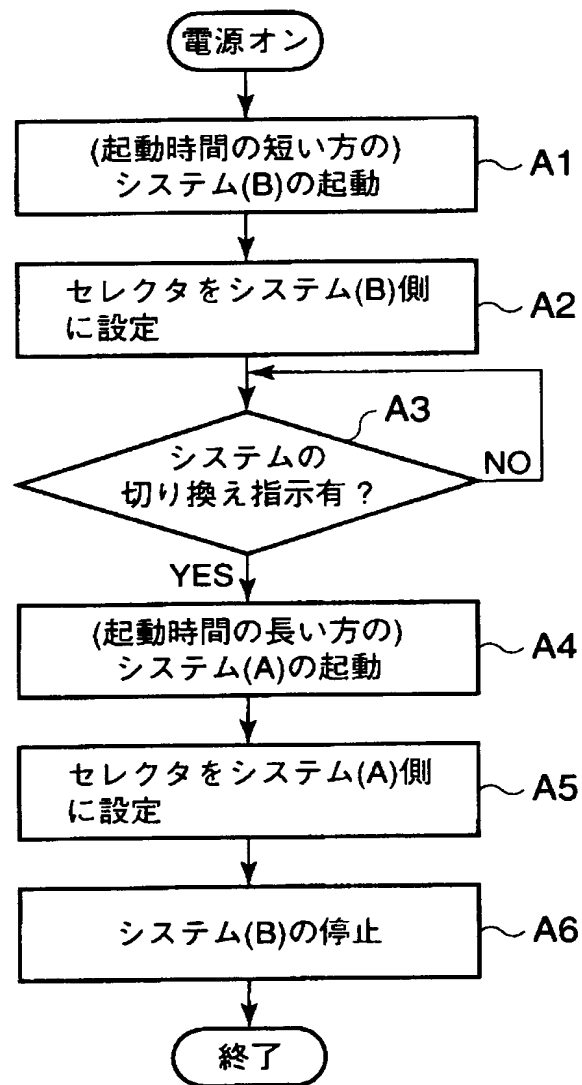 電源オン
(起動時間の短い方の)
システム(B)の起動
A1
セレクタをシステム(B)側
に設定
A2
A3
システムの
切り換え指示有?
NO
YES
(起動時間の長い方の)
システム(A)の起動
A4
セレクタをシステム(A)側
に設定
A5
システム(B)の停止
A6
終了